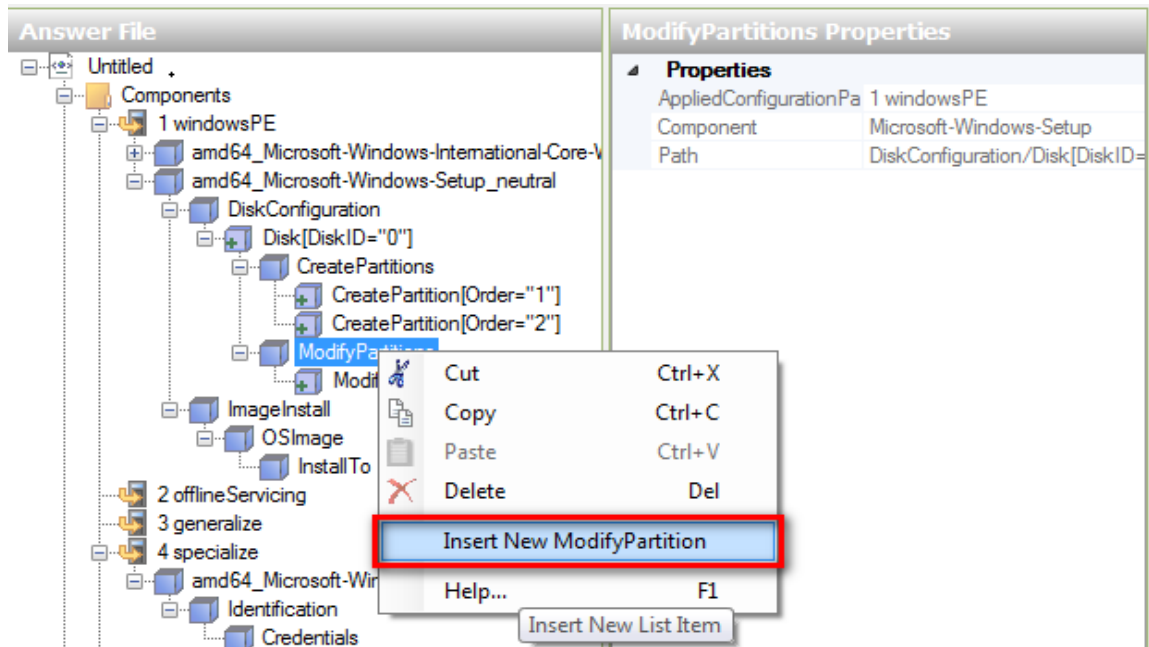 Answer File
Untitled
Components
1 windowsPE
amd64_Microsoft-Windows-International-Core-W
amd64_Microsoft-Windows-Setup_neutral
DiskConfiguration
Disk[DiskID="0"]
CreatePartitions
CreatePartition[Order="1"]
CreatePartition[Order="2"]
ModifyPartitions
Modif
ImageInstall
OSImage
InstallTo
2 offlineServicing
3 generalize
4 specialize
amd64_Microsoft-Win
Identification
Credentials
Cut Ctrl+X
Copy Ctrl+C
Paste Ctrl+V
Delete Del
Insert New ModifyPartition
Help... F1
Insert New List Item
ModifyPartitions Properties
Properties
AppliedConfigurationPa 1 windowsPE
Component Microsoft-Windows-Setup
Path DiskConfiguration/Disk[DiskID=